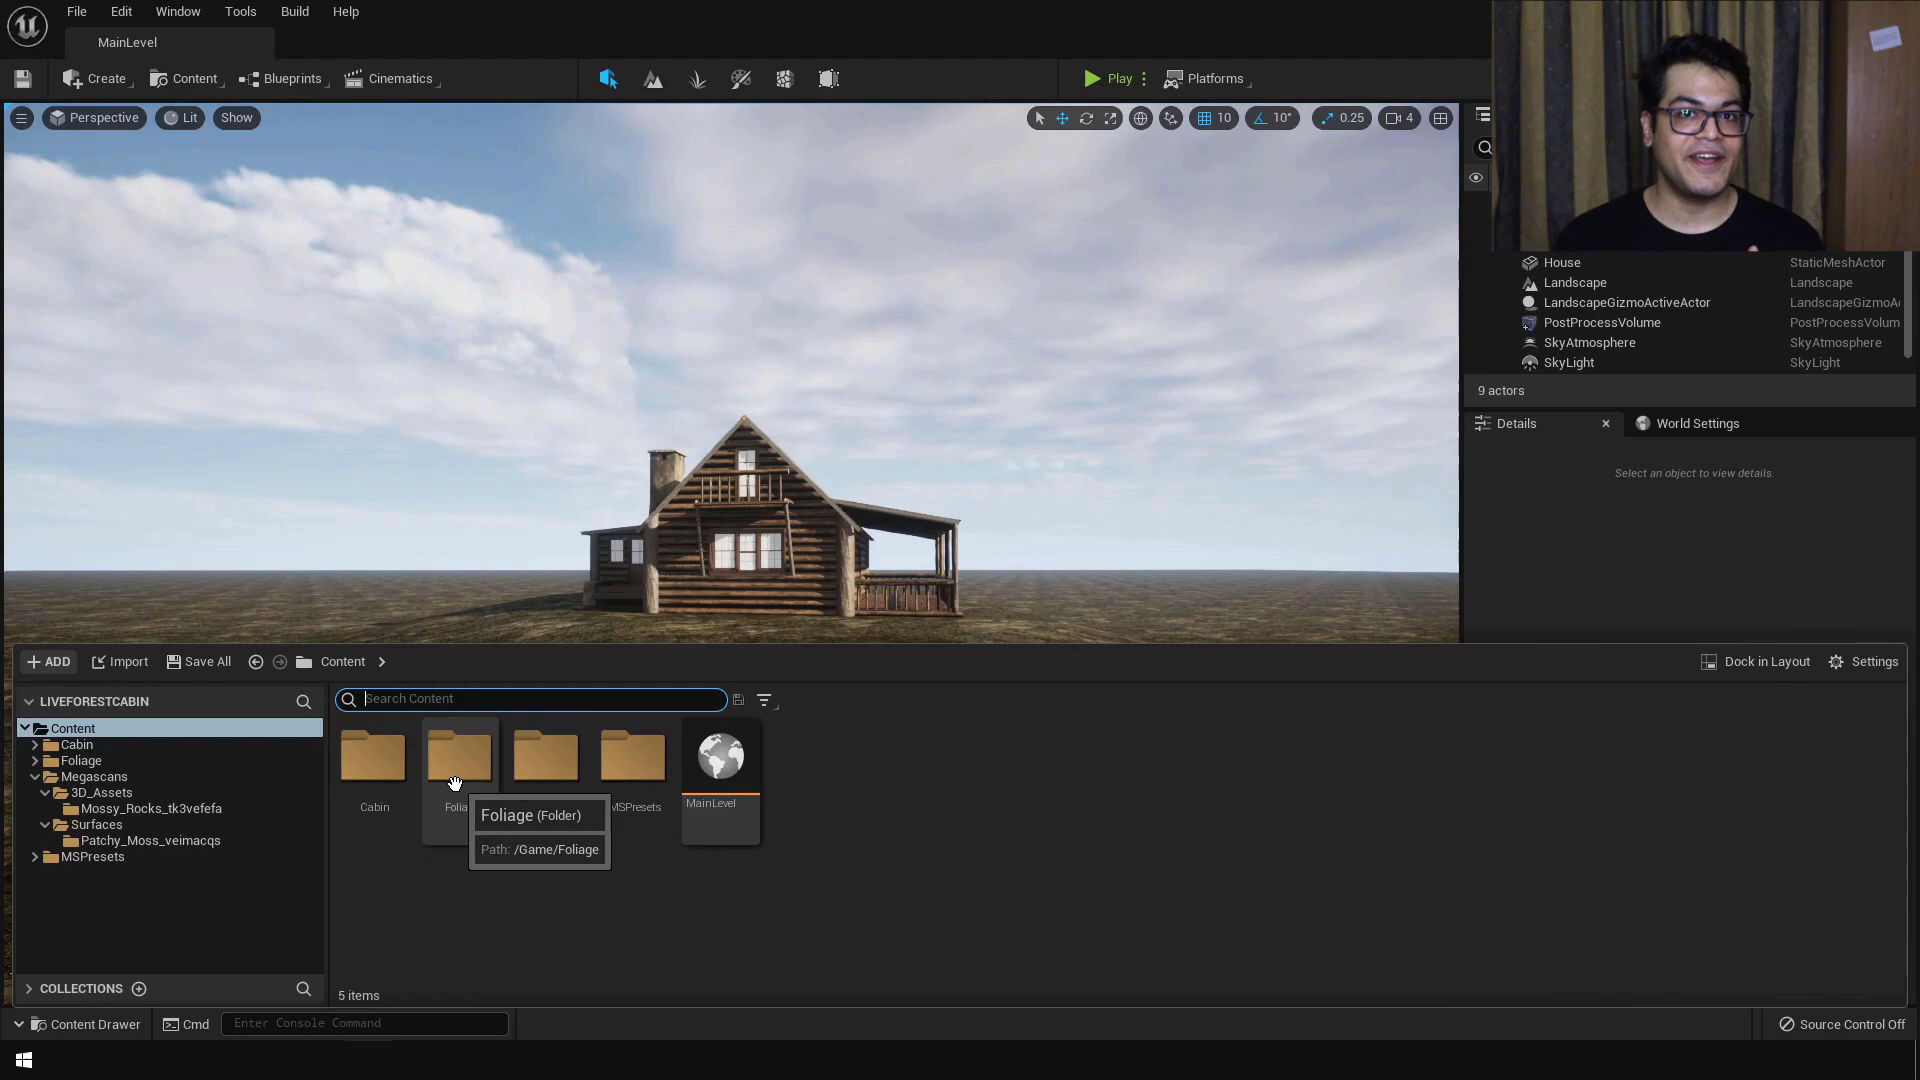 File Edit Window Tools Build Help
MainLevel
Create Content Blueprints Cinematics Play Platforms
Perspective Lit Show 10 10° 0.25 4
House StaticMeshActor
Landscape Landscape
LandscapeGizmoActiveActor LandscapeGizmoA
PostProcessVolume PostProcessVolum
SkyAtmosphere SkyAtmosphere
SkyLight SkyLight
9 actors
Details World Settings
Select an object to view details.
ADD Import Save All Content Dock in Layout Settings
LIVEFORESTCABIN
Search Content
Content
Cabin
Foliage
Megascans
3D_Assets
Mossy_Rocks_tk3vefefa
Surfaces
Patchy_Moss_veimacqs
MSPresets
Cabin Folia MSPresets MainLevel
Foliage (Folder)
Path: /Game/Foliage
COLLECTIONS
5 items
Content Drawer Cmd Enter Console Command Source Control Off